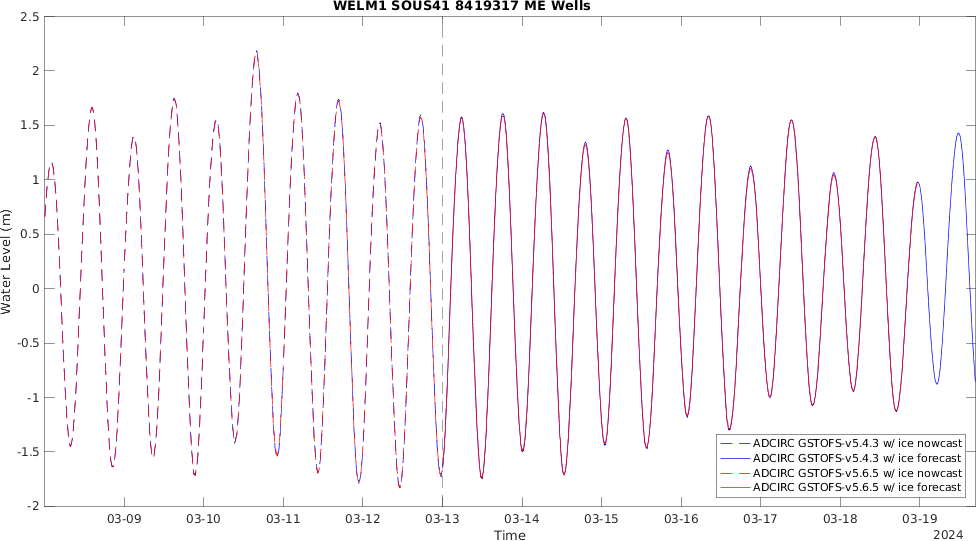 WELM1 SOUS41 8419317 ME Wells
2.5
2
1.5
1
0.5
0
-0.5
-1
-1.5
-2
Water Level (m)
ADCIRC GSTOFS-v5.4.3 w/ ice nowcast
ADCIRC GSTOFS-v5.4.3 w/ ice forecast
ADCIRC GSTOFS-v5.6.5 w/ ice nowcast
ADCIRC GSTOFS-v5.6.5 w/ ice forecast
03-09 03-10 03-11 03-12 03-13 03-14 03-15 03-16 03-17 03-18 03-19
Time
2024